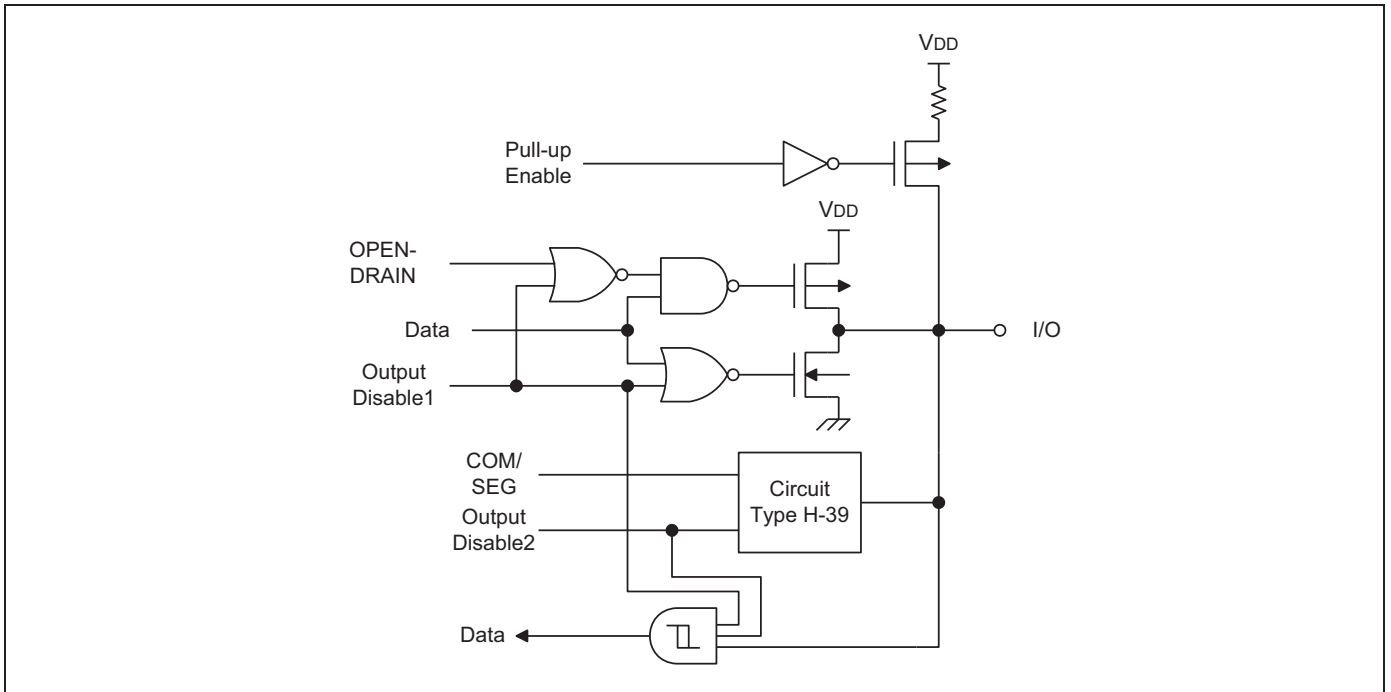 VDD
Pull-up
Enable
VDD
OPEN-
DRAIN
Data
I/O
Output
Disable1
COM/
SEG
Circuit
Type H-39
Output
Disable2
Data